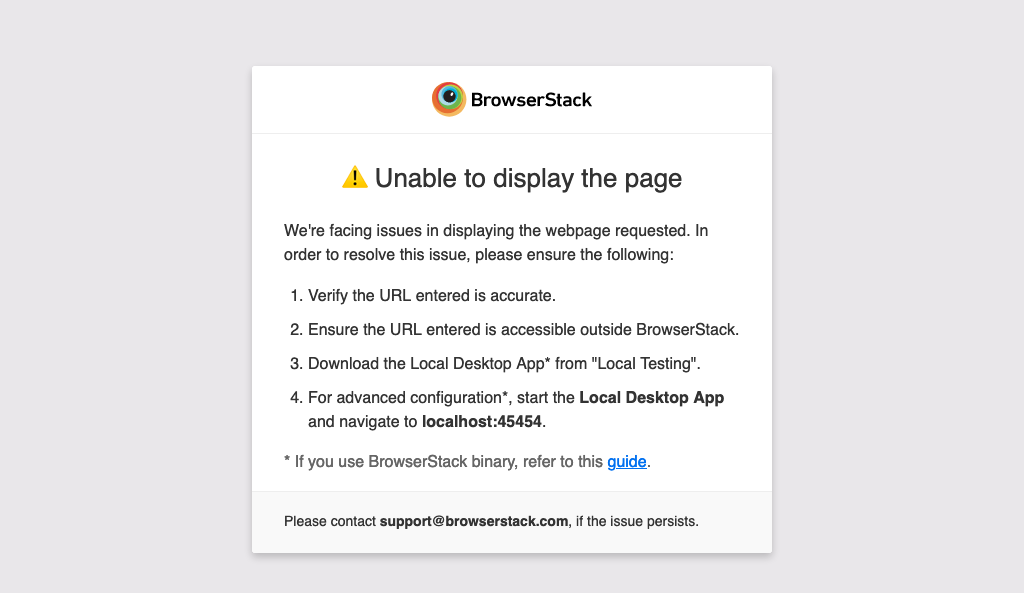 BrowserStack
Unable to display the page
We're facing issues in displaying the webpage requested. In
order to resolve this issue, please ensure the following:
1. Verify the URL entered is accurate.
2. Ensure the URL entered is accessible outside BrowserStack.
3. Download the Local Desktop App* from "Local Testing".
4. For advanced configuration*, start the Local Desktop App
and navigate to localhost:45454.
* If you use BrowserStack binary, refer to this guide.
Please contact support@browserstack.com, if the issue persists.